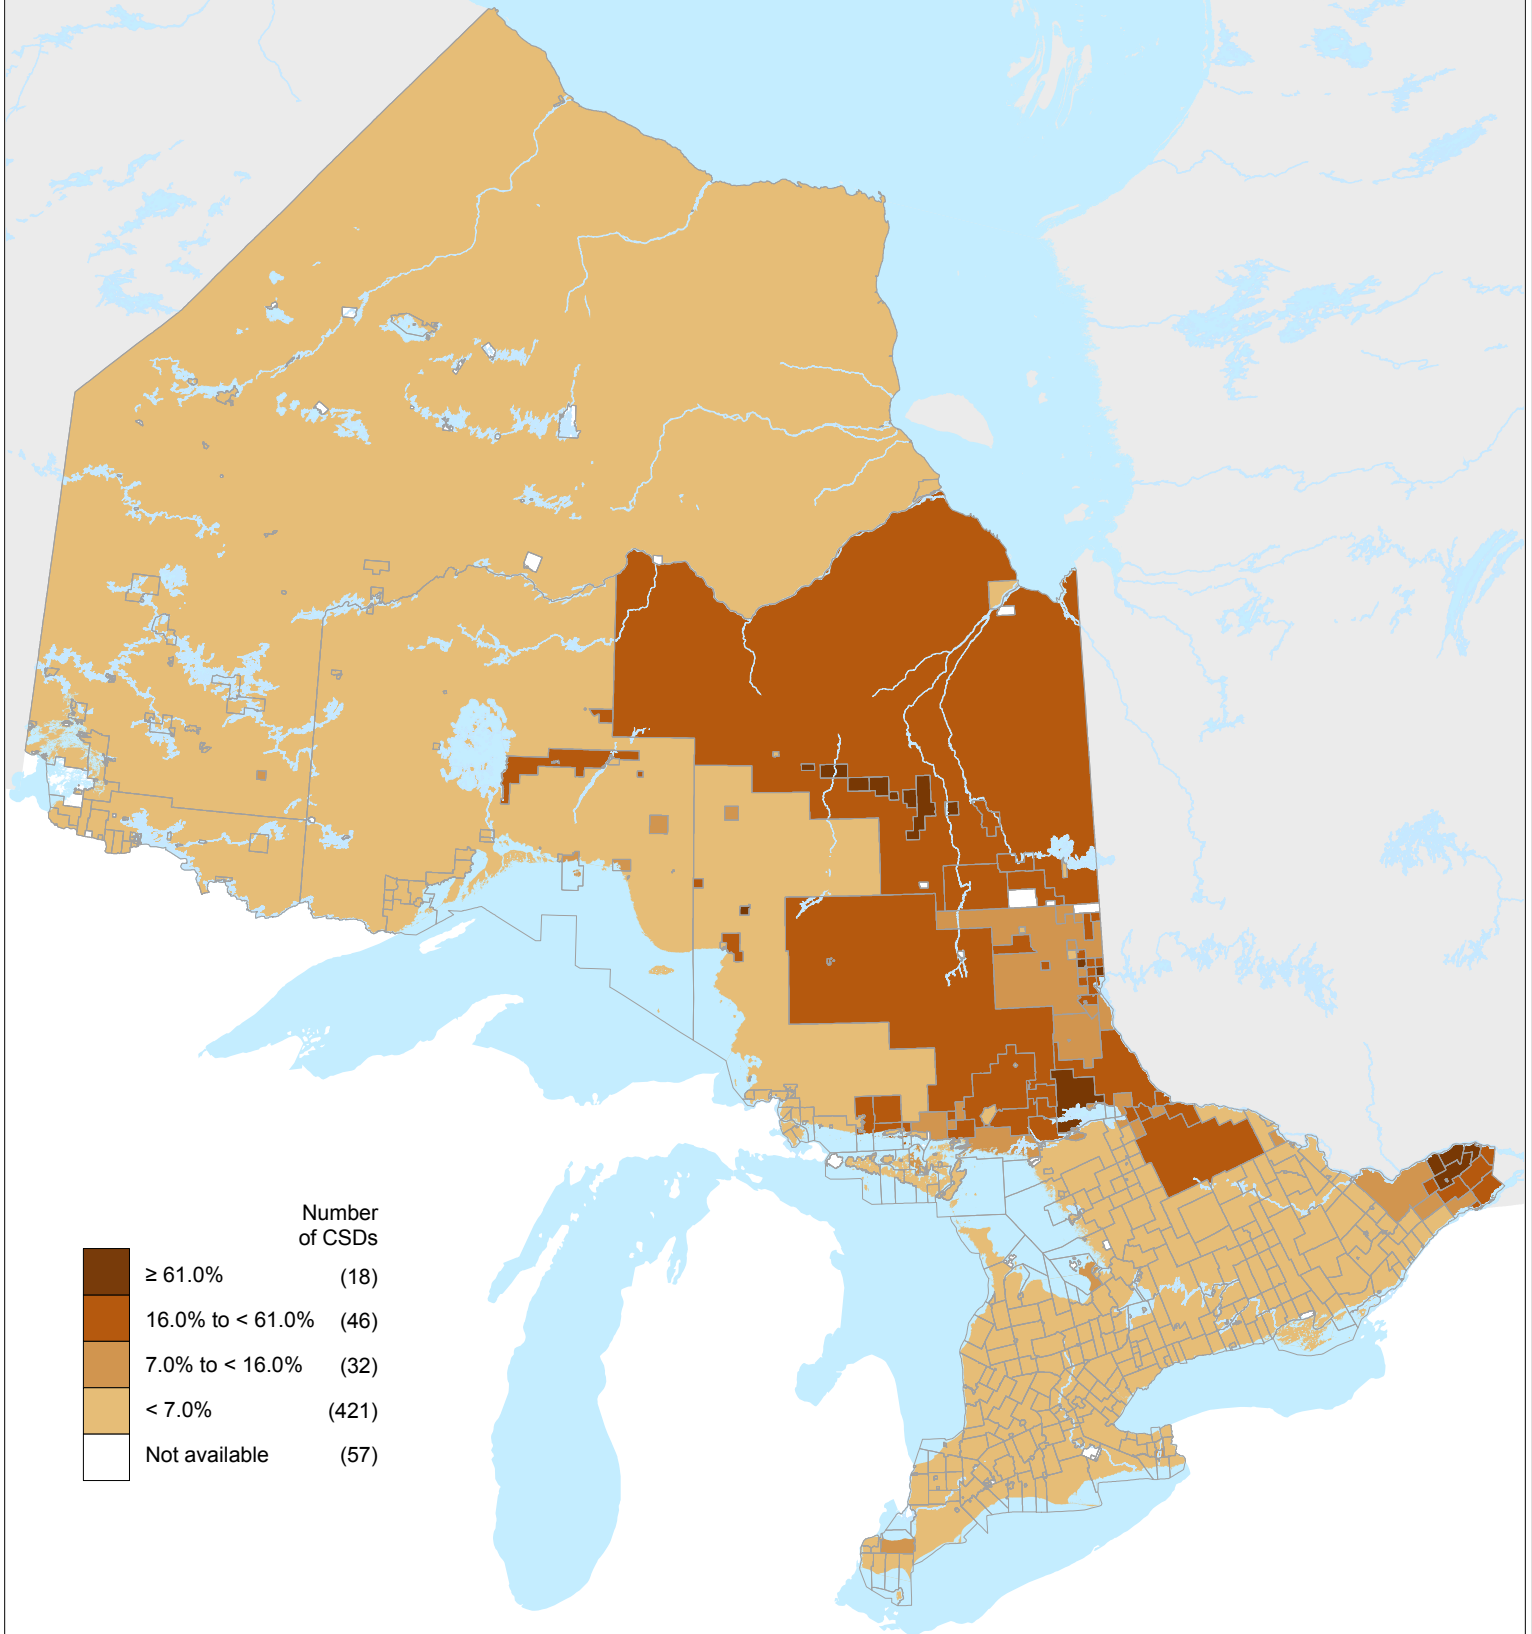 Number
of CSDs
≥ 61.0% (18)
16.0% to < 61.0% (46)
7.0% to < 16.0% (32)
< 7.0% (421)
Not available (57)